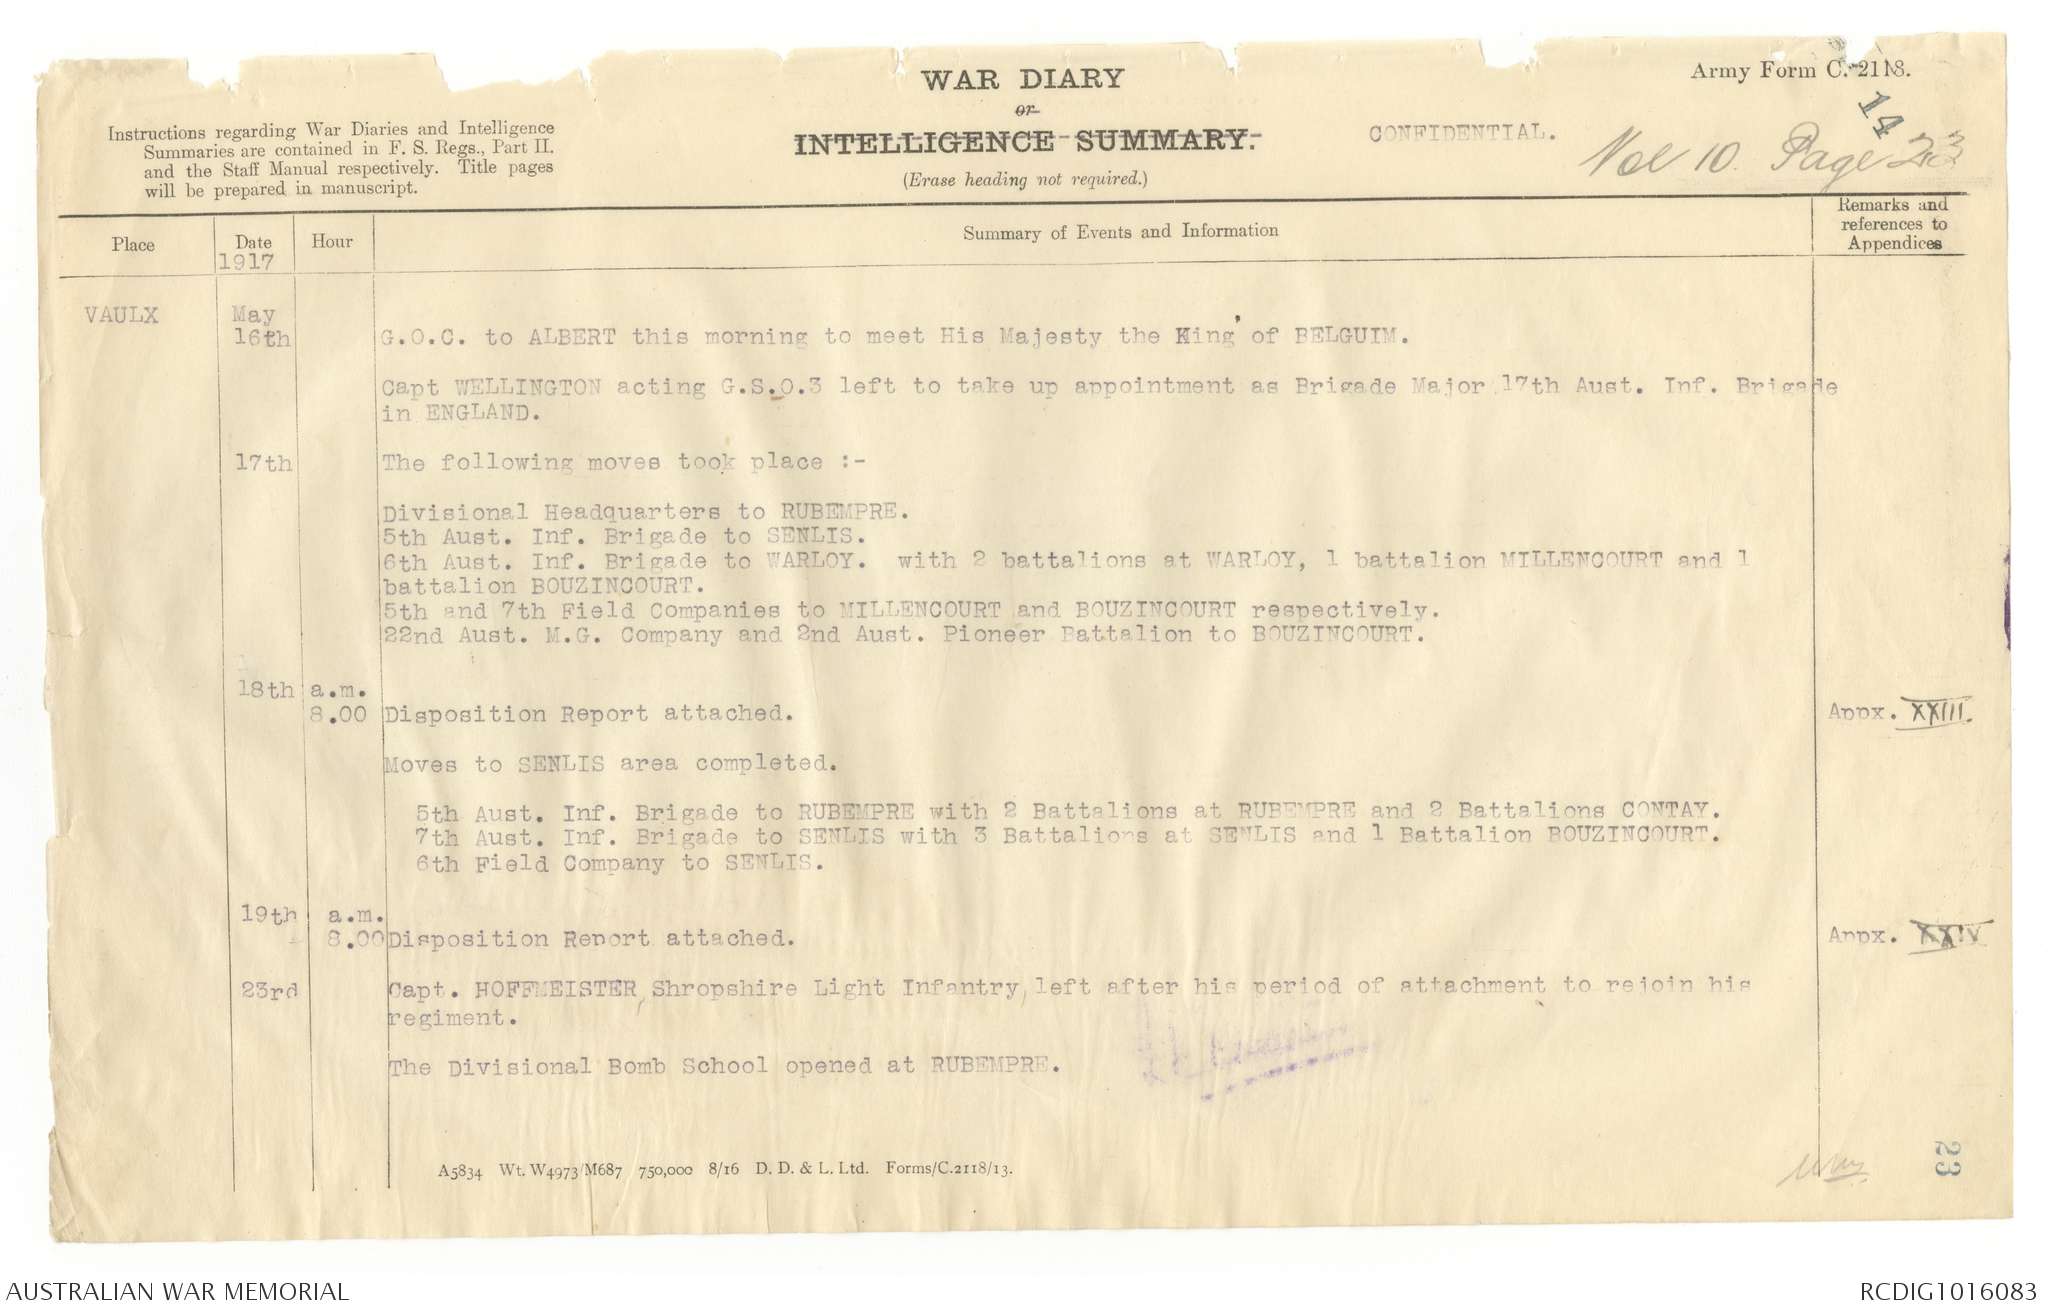 WAR DIARY
or
INTELLIGENCE SUMMARY.
(Erase heading not required.)
Army Form C. 2118.
Instructions regarding War Diaries and Intelligence
Summaries are contained in F. S. Regs., Part II.
and the Staff Manual respectively. Title pages
will be prepared in manuscript.
CONFIDENTIAL.
14
Vol 10. Page 23
Place
Date
1917
Hour
Summary of Events and Information
Remarks and
references to
Appendices
VAULX May
16th G.O.C. to ALBERT this morning to meet His Majesty the King of BELGUIM.
Capt WELLINGTON acting G.S.O.3 left to take up appointment as Brigade Major 17th Aust. Inf. Brigade
in ENGLAND.
17th The following moves took place :-
Divisional Headquarters to RUBEMPRE.
5th Aust. Inf. Brigade to SENLIS.
6th Aust. Inf. Brigade to WARLOY. with 2 battalions at WARLOY, 1 battalion MILLENCOURT and 1
battalion BOUZINCOURT.
5th and 7th Field Companies to MILLENCOURT and BOUZINCOURT respectively.
22nd Aust. M.G. Company and 2nd Aust. Pioneer Battalion to BOUZINCOURT.
18th a.m.
8.00 Disposition Report attached. Appx. XXIII.
Moves to SENLIS area completed.
5th Aust. Inf. Brigade to RUBEMPRE with 2 Battalions at RUBEMPRE and 2 Battalions CONTAY.
7th Aust. Inf. Brigade to SENLIS with 3 Battalions at SENLIS and 1 Battalion BOUZINCOURT.
6th Field Company to SENLIS.
19th a.m.
8.00 Disposition Report attached. Appx. XXIV
23rd Capt. HOFFMEISTER, Shropshire Light Infantry, left after his period of attachment to rejoin his
regiment.
The Divisional Bomb School opened at RUBEMPRE.
A5834 Wt. W4973/M687 750,000 8/16 D. D. & L. Ltd. Forms/C.2118/13.
23
AUSTRALIAN WAR MEMORIAL
RCDIG1016083